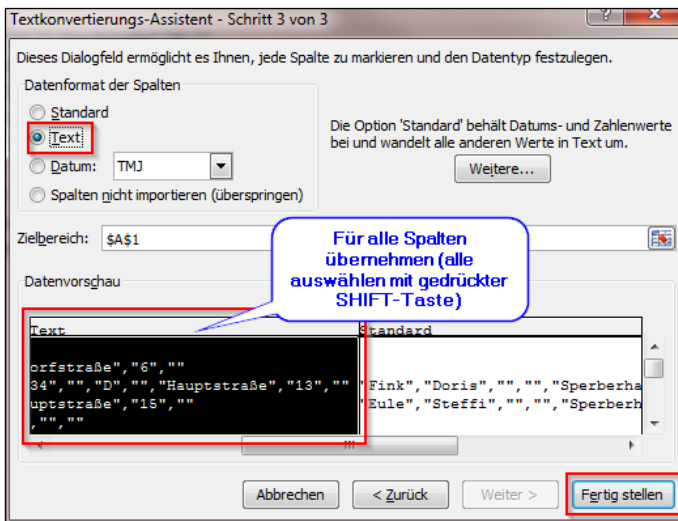 Textkonvertierungs-Assistent - Schritt 3 von 3
Dieses Dialogfeld ermöglicht es Ihnen, jede Spalte zu markieren und den Datentyp festzulegen.
Datenformat der Spalten
Standard
Text
Datum: TMJ
Spalten nicht importieren (überspringen)
Die Option 'Standard' behält Datums- und Zahlenwerte
bei und wandelt alle anderen Werte in Text um.
Weitere...
Zielbereich: $A$1
Für alle Spalten
übernehmen (alle
auswählen mit gedrückter
SHIFT-Taste)
Datenvorschau
Text Standard
orfstraße","6",""
34","","D","","Hauptstraße","13","" "Fink","Doris","","","Sperberha
uptstraße","15","" "Eule","Steffi","","","Sperberh
,"",""
Abbrechen < Zurück Weiter > Fertig stellen